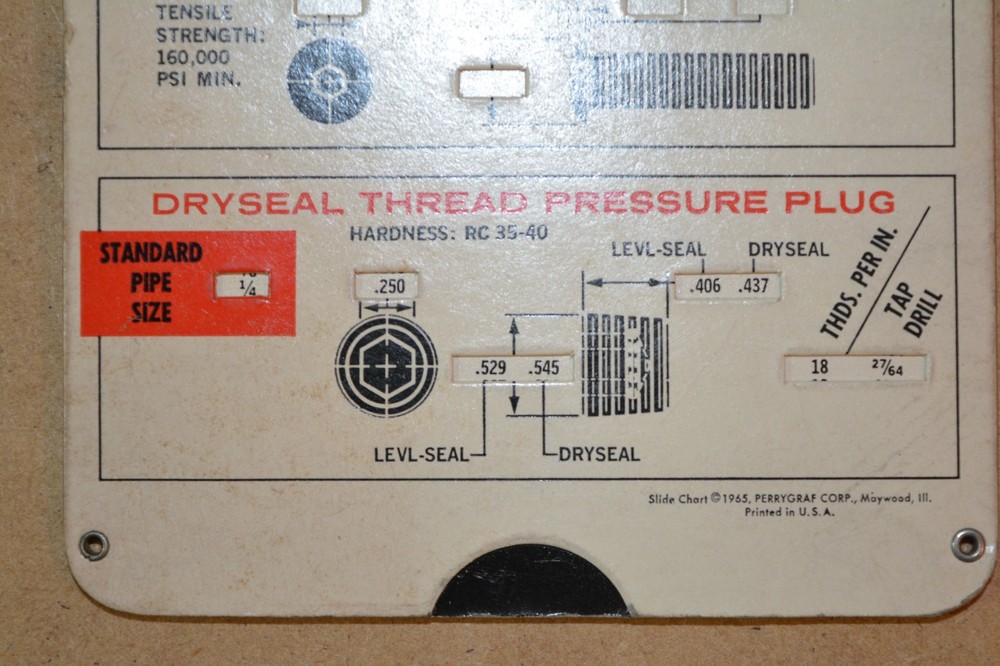 TENSILE
STRENGTH:
160,000
PSI MIN.
DRYSEAL THREAD PRESSURE PLUG
HARDNESS: RC 35-40
STANDARD
PIPE
SIZE
1/4
.250
LEVL-SEAL DRYSEAL
.406 .437
THDS. PER IN.
TAP
DRILL
.529 .545
18 27/64
LEVL-SEAL DRYSEAL
Slide Chart © 1965, PERRYGRAF CORP., Maywood, Ill.
Printed in U.S.A.